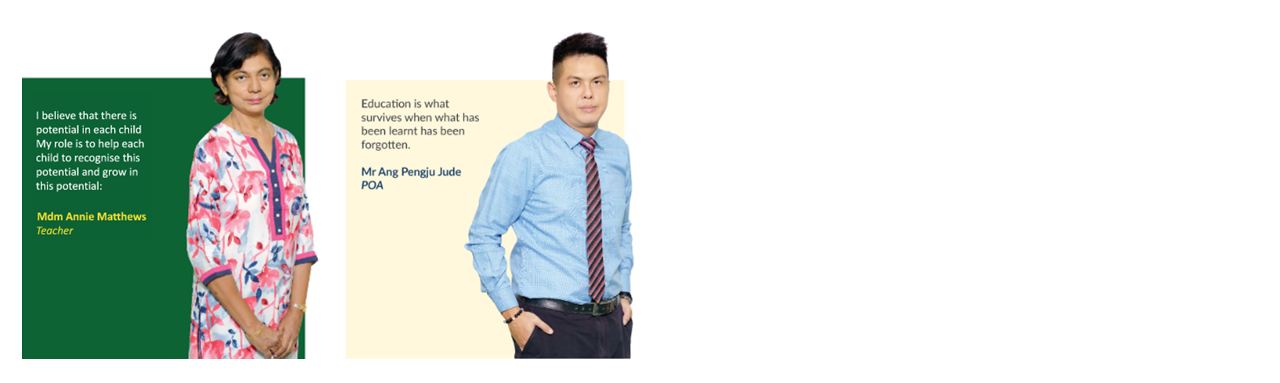 I believe that there is
potential in each child
My role is to help each
child to recognise this
potential and grow in
this potential:
Mdm Annie Matthews
Teacher
Education is what
survives when what has
been learnt has been
forgotten.
Mr Ang Pengju Jude
POA